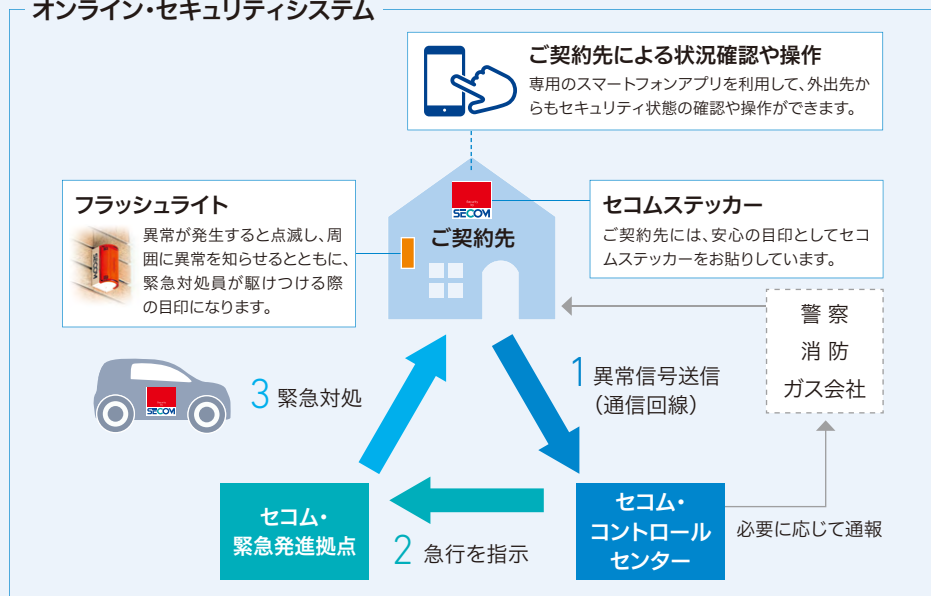 オンライン・セキュリティシステム
ご契約先による状況確認や操作
専用のスマートフォンアプリを利用して、外出先か
らもセキュリティ状態の確認や操作ができます。
フラッシュライト
異常が発生すると点滅し、周
囲に異常を知らせるとともに、
緊急対処員が駆けつける際
の目印になります。
SECOM
SECOM
ご契約先
セコムステッカー
ご契約先には、安心の目印としてセコ
ムステッカーをお貼りしています。
警察
消防
ガス会社
1 異常信号送信
(通信回線)
3 緊急対処
SECOM
セコム・
緊急発進拠点
2 急行を指示
セコム・
コントロール
センター
必要に応じて通報